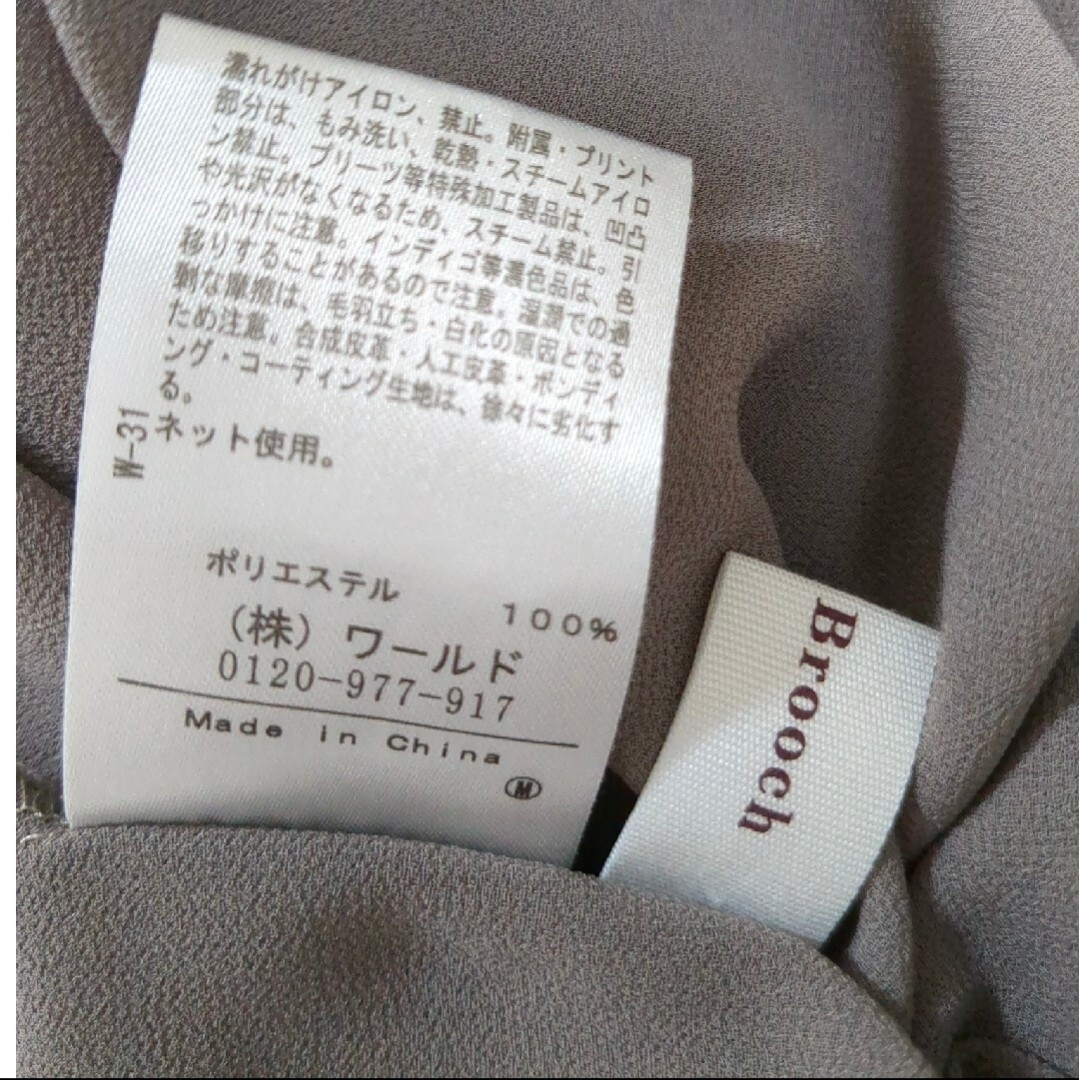 濡れがけアイロン、禁止。附属・プリント
部分は、もみ洗い、乾熱・スチームアイロ
ン禁止。プリーツ等特殊加工製品は、凹凸
や光沢がなくなるため、スチーム禁止。引
っかけに注意。インディゴ等濃色品は、色
移りすることがあるので注意。湿潤での過
剰な摩擦は、毛羽立ち・白化の原因となる
ため注意。合成皮革・人工皮革・ボンディ
ング・コーティング生地は、徐々に劣化す
る。
ネット使用。
W-31
ポリエステル 100%
(株) ワールド
0120-977-917
Made in China
M
Brooch